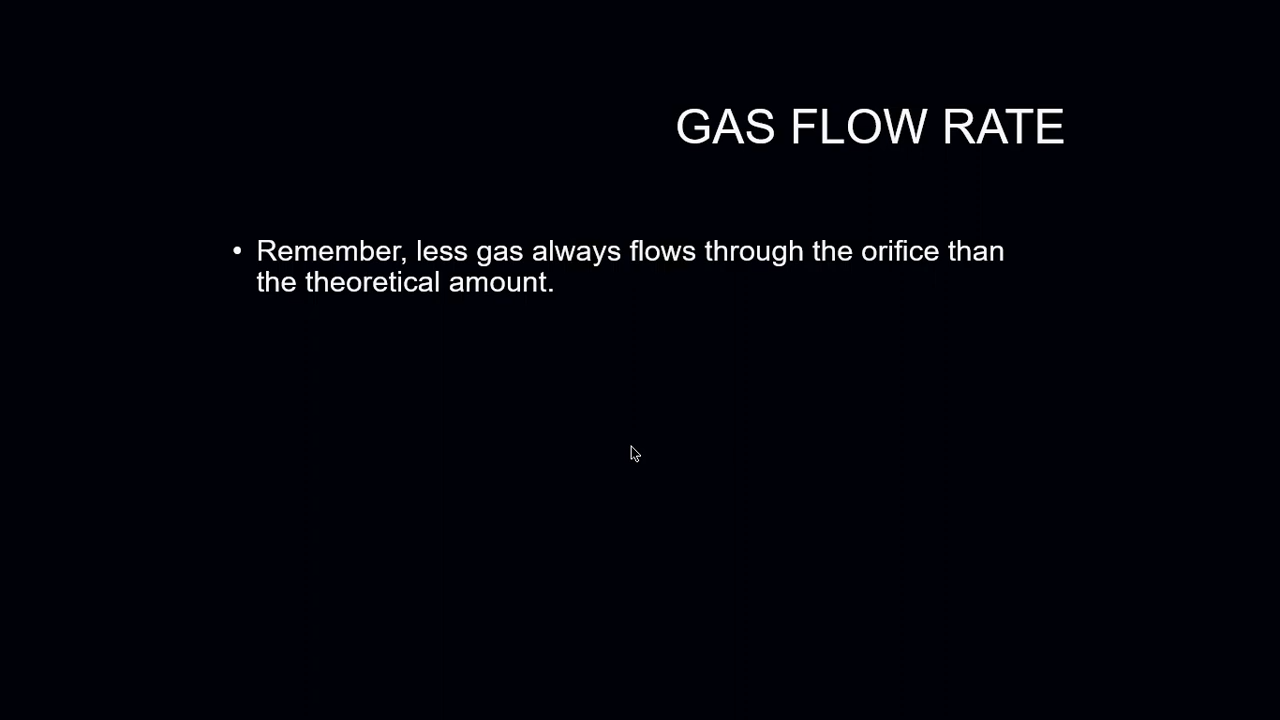 GAS FLOW RATE
• Remember, less gas always flows through the orifice than
the theoretical amount.